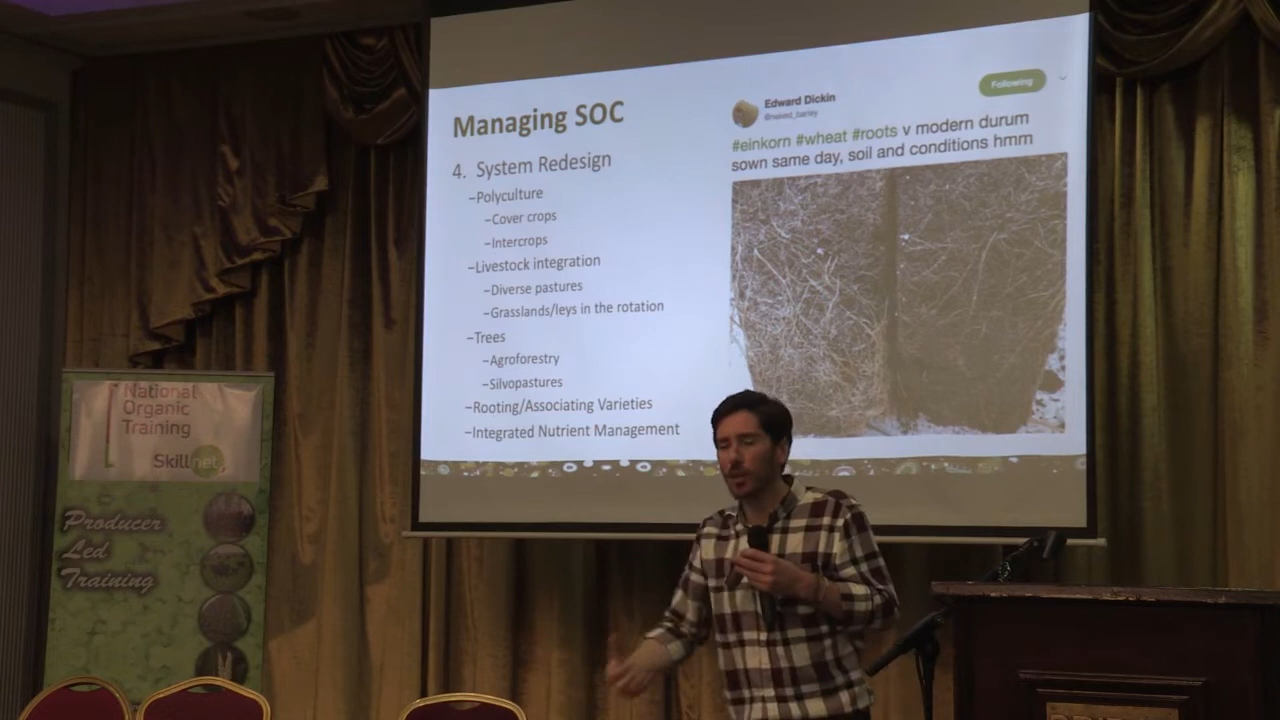 Managing SOC
4. System Redesign
–Polyculture
–Cover crops
–Intercrops
–Livestock integration
–Diverse pastures
–Grasslands/leys in the rotation
–Trees
–Agroforestry
–Silvopastures
–Rooting/Associating Varieties
–Integrated Nutrient Management
Edward Dickin
@naked_barley
Following
#einkorn #wheat #roots v modern durum
sown same day, soil and conditions hmm
National
Organic
Training
Skillnet
Producer
Led
Training